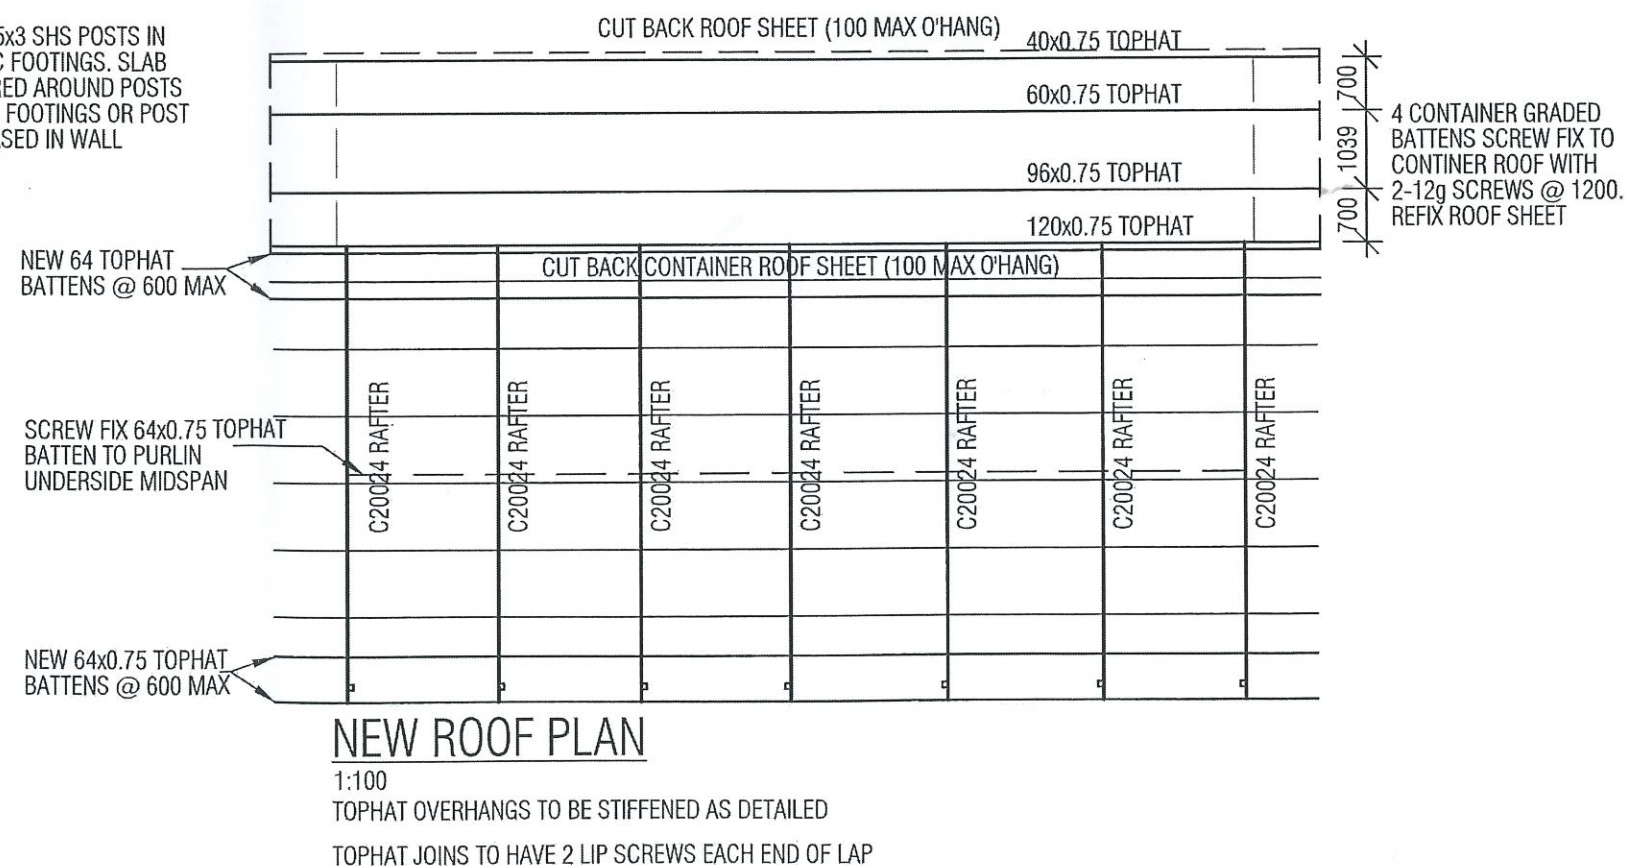 5x3 SHS POSTS IN
C FOOTINGS. SLAB
RED AROUND POSTS
FOOTINGS OR POST
ASED IN WALL
CUT BACK ROOF SHEET (100 MAX O'HANG)
40x0.75 TOPHAT
60x0.75 TOPHAT
96x0.75 TOPHAT
120x0.75 TOPHAT
700
1039
700
4 CONTAINER GRADED
BATTENS SCREW FIX TO
CONTINER ROOF WITH
2-12g SCREWS @ 1200.
REFIX ROOF SHEET
NEW 64 TOPHAT
BATTENS @ 600 MAX
CUT BACK CONTAINER ROOF SHEET (100 MAX O'HANG)
SCREW FIX 64x0.75 TOPHAT
BATTEN TO PURLIN
UNDERSIDE MIDSPAN
C20024 RAFTER
C20024 RAFTER
C20024 RAFTER
C20024 RAFTER
C20024 RAFTER
C20024 RAFTER
C20024 RAFTER
NEW 64x0.75 TOPHAT
BATTENS @ 600 MAX
NEW ROOF PLAN
1:100
TOPHAT OVERHANGS TO BE STIFFENED AS DETAILED
TOPHAT JOINS TO HAVE 2 LIP SCREWS EACH END OF LAP